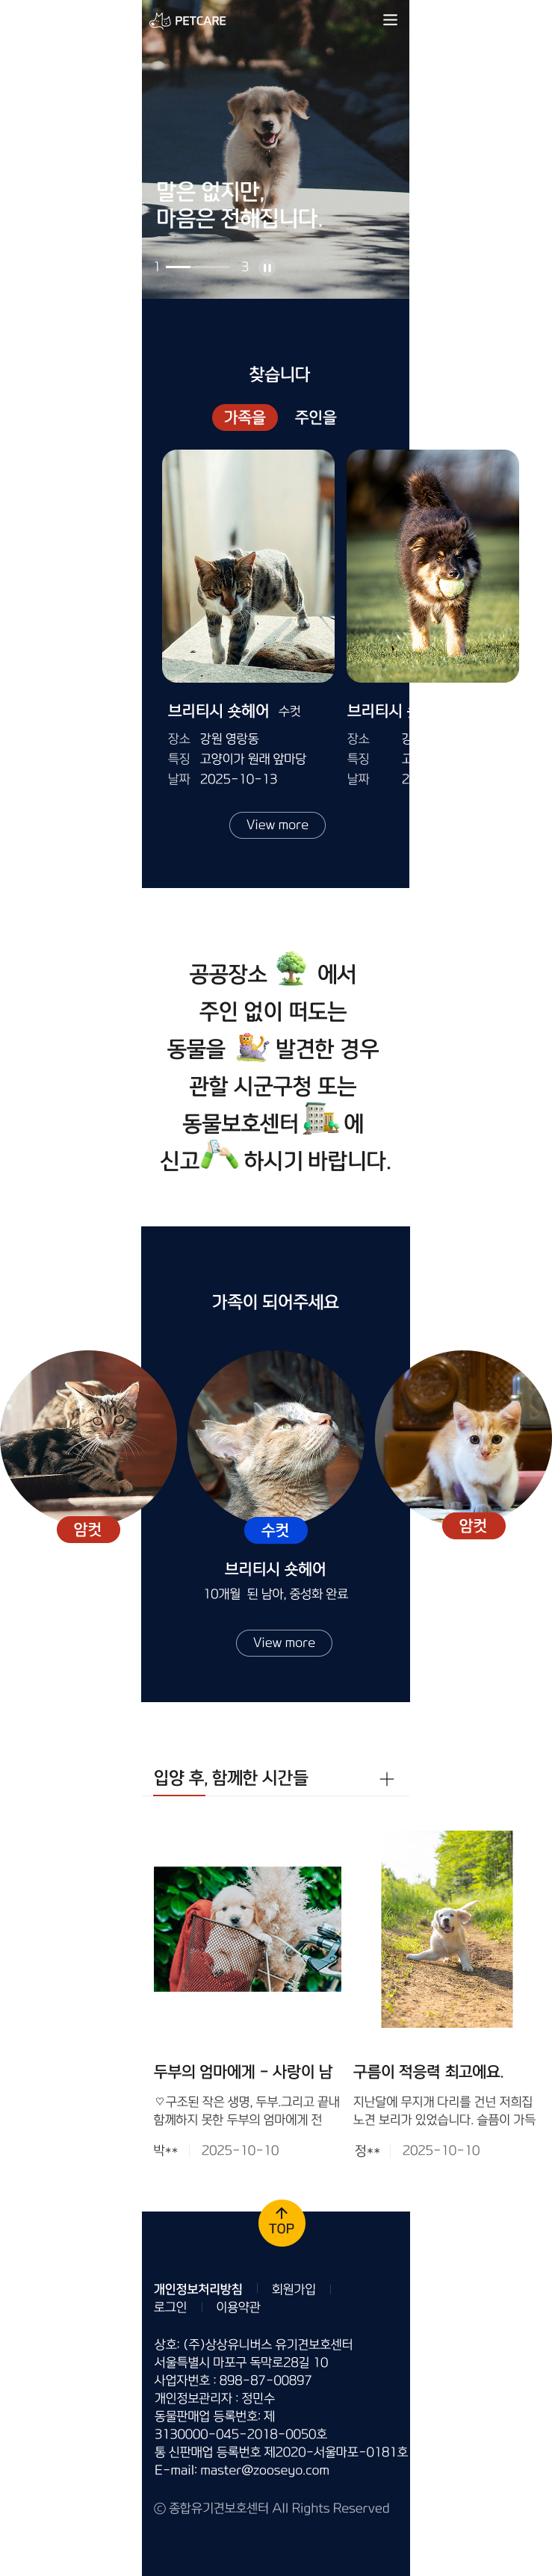 PETCARE
말은 없지만,
마음은 전해집니다.
1 3
찾습니다
가족을 주인을
브리티시 숏헤어 수컷
장소 강원 영랑동
특징 고양이가 원래 앞마당
날짜 2025-10-13
브리티시
장소
특징
날짜 2
View more
공공장소 에서
주인 없이 떠도는
동물을 발견한 경우
관할 시군구청 또는
동물보호센터 에
신고 하시기 바랍니다.
가족이 되어주세요
암컷
수컷
암컷
브리티시 숏헤어
10개월 된 남아, 중성화 완료
View more
입양 후, 함께한 시간들
두부의 엄마에게 - 사랑이 남
♡구조된 작은 생명, 두부.그리고 끝내
함께하지 못한 두부의 엄마에게 전
박** 2025-10-10
구름이 적응력 최고에요.
지난달에 무지개 다리를 건넌 저희집
노견 보리가 있었습니다. 슬픔이 가득
정** 2025-10-10
TOP
개인정보처리방침 회원가입
로그인 이용약관
상호: (주)상상유니버스 유기견보호센터
서울특별시 마포구 독막로28길 10
사업자번호 : 898-87-00897
개인정보관리자 : 정민수
동물판매업 등록번호: 제
3130000-045-2018-0050호
통 신판매업 등록번호 제2020-서울마포-0181호
E-mail: master@zooseyo.com
ⓒ 종합유기견보호센터 All Rights Reserved